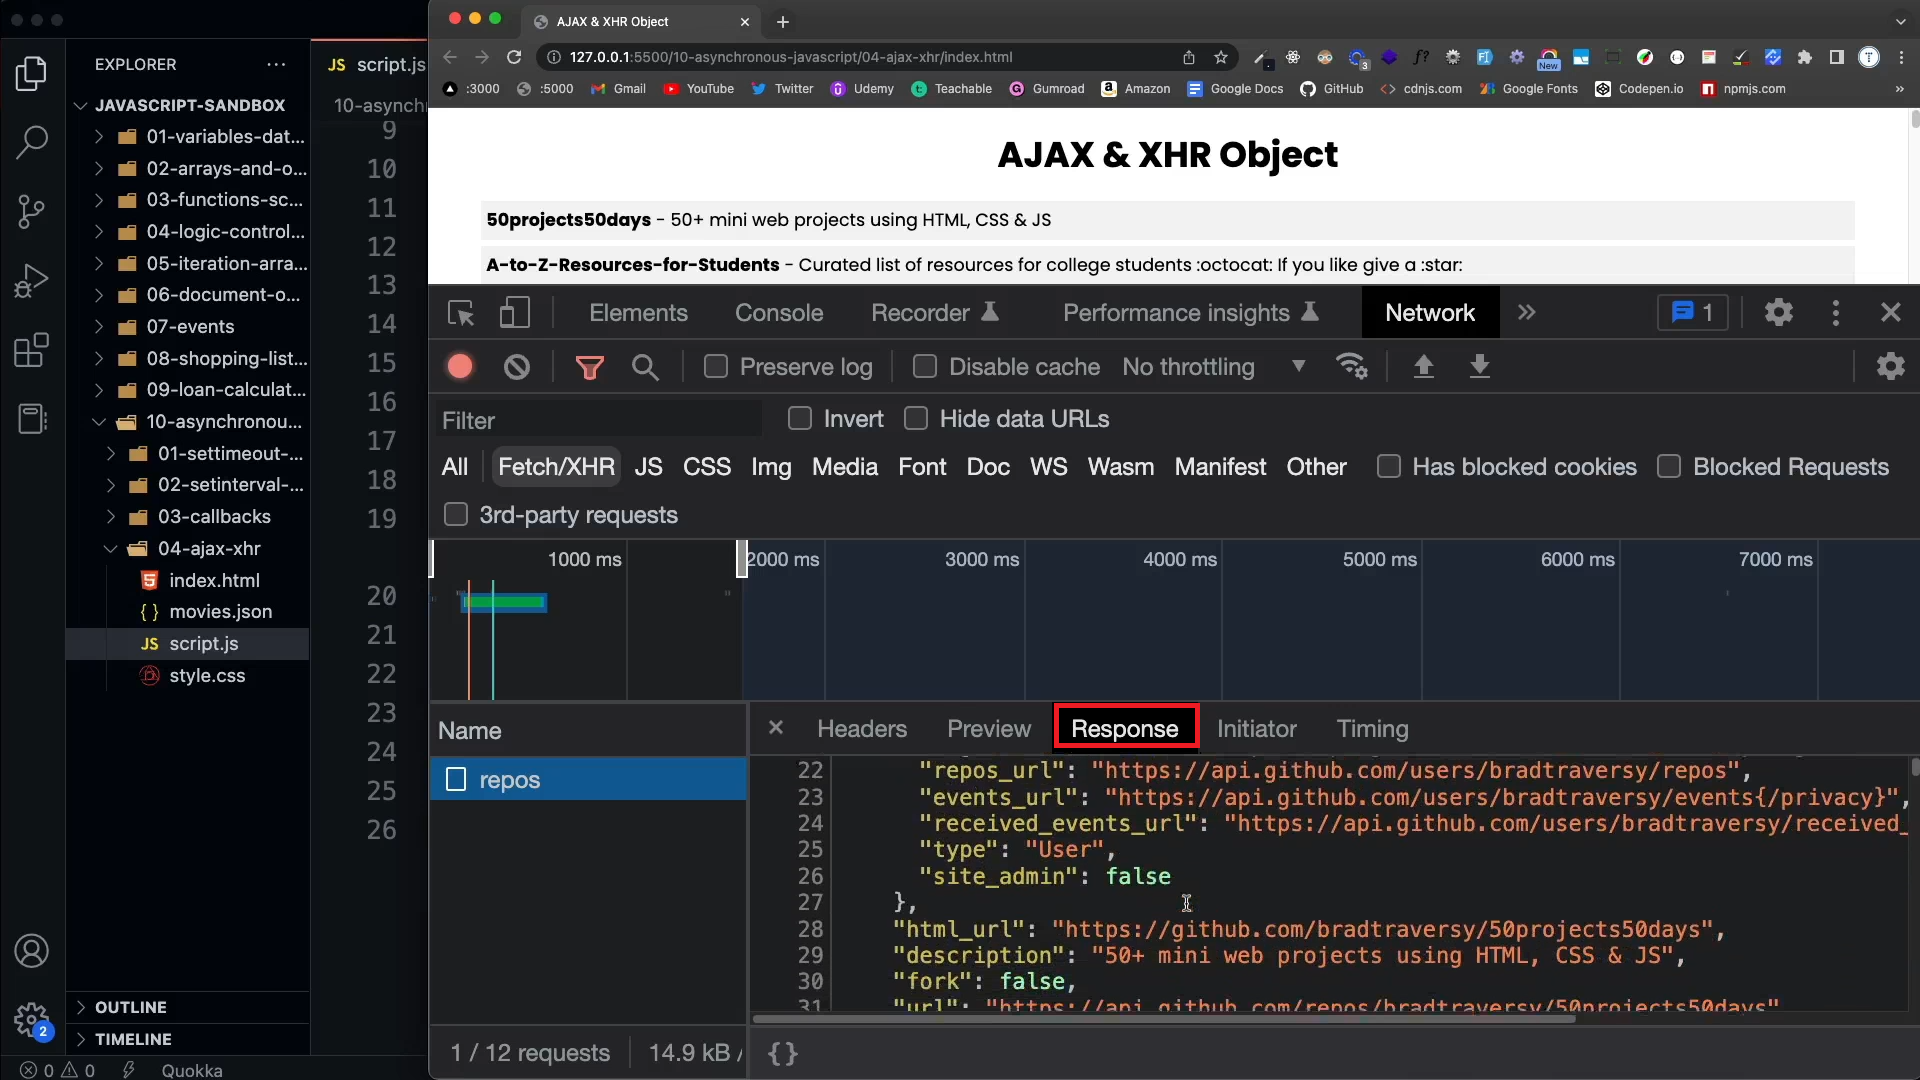 EXPLORER
JAVASCRIPT-SANDBOX
01-variables-dat...
02-arrays-and-o...
03-functions-sc...
04-logic-control...
05-iteration-arra...
06-document-o...
07-events
08-shopping-list...
09-loan-calculat...
10-asynchronou...
01-settimeout-...
02-setinterval-...
03-callbacks
04-ajax-xhr
index.html
{ } movies.json
JS script.js
style.css
OUTLINE
TIMELINE
2
0 0 Quokka
JS script.js
10-asynch
9
10
11
12
13
14
15
16
17
18
19
20
21
22
23
24
25
26
AJAX & XHR Object
127.0.0.1:5500/10-asynchronous-javascript/04-ajax-xhr/index.html
3
f?
New
T
:3000 :5000 Gmail YouTube Twitter Udemy Teachable Gumroad Amazon Google Docs GitHub cdnjs.com Google Fonts Codepen.io npmjs.com »
AJAX & XHR Object
50projects50days - 50+ mini web projects using HTML, CSS & JS
A-to-Z-Resources-for-Students - Curated list of resources for college students :octocat: If you like give a :star:
Elements Console Recorder Performance insights Network » 1
Preserve log Disable cache No throttling
Filter Invert Hide data URLs
All Fetch/XHR JS CSS Img Media Font Doc WS Wasm Manifest Other Has blocked cookies Blocked Requests
3rd-party requests
1000 ms 2000 ms 3000 ms 4000 ms 5000 ms 6000 ms 7000 ms
Name
repos
1 / 12 requests 14.9 kB /
Headers Preview Response Initiator Timing
22 "repos_url": "https://api.github.com/users/bradtraversy/repos",
23 "events_url": "https://api.github.com/users/bradtraversy/events{/privacy}",
24 "received_events_url": "https://api.github.com/users/bradtraversy/received_
25 "type": "User",
26 "site_admin": false
27 },
28 "html_url": "https://github.com/bradtraversy/50projects50days",
29 "description": "50+ mini web projects using HTML, CSS & JS",
30 "fork": false,
31 "url": "https://api.github.com/repos/bradtraversy/50projects50days"
{}